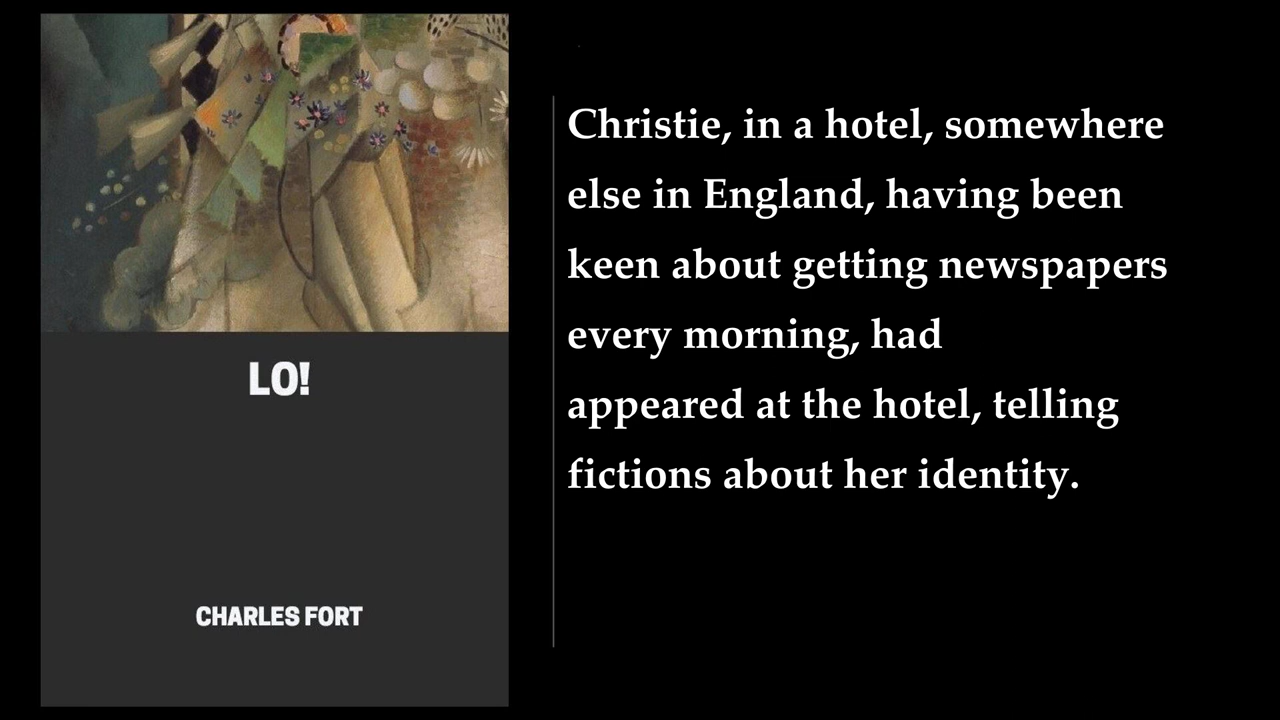 LO!
CHARLES FORT
Christie, in a hotel, somewhere
else in England, having been
keen about getting newspapers
every morning, had
appeared at the hotel, telling
fictions about her identity.